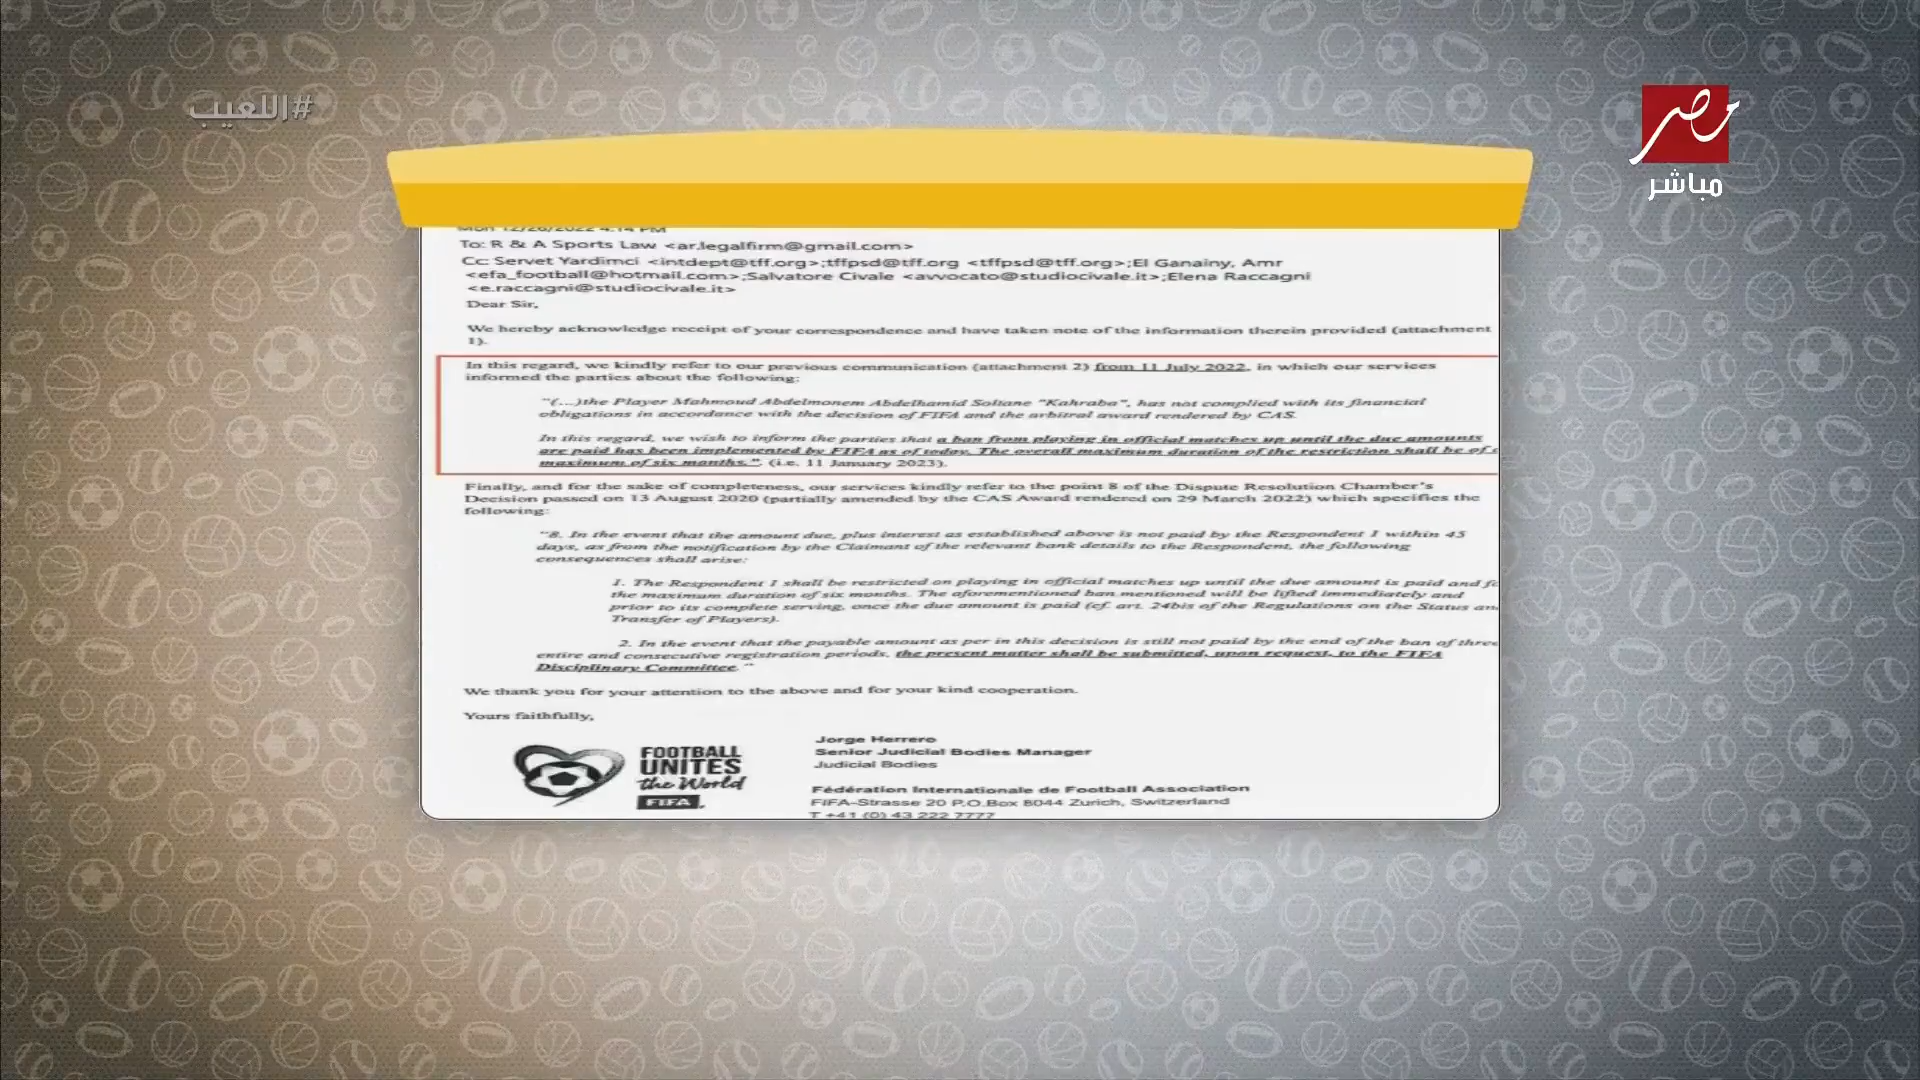 #اللعيب
مصر
مباشر
Mon 12/26/2022 4:14 PM
To: R & A Sports Law <ar.legalfirm@gmail.com>
Cc: Servet Yardimci <intdept@tff.org>;tffpsd@tff.org <tffpsd@tff.org>;El Ganainy, Amr
<efa_football@hotmail.com>;Salvatore Civale <avvocato@studiocivale.it>;Elena Raccagni
<e.raccagni@studiocivale.it>
Dear Sir,
We hereby acknowledge receipt of your correspondence and have taken note of the information therein provided (attachment
1).
In this regard, we kindly refer to our previous communication (attachment 2) from 11 July 2022, in which our services
informed the parties about the following:
"(...)the Player Mahmoud Abdelmonem Abdelhamid Soltane "Kahraba", has not complied with its financial
obligations in accordance with the decision of FIFA and the arbitral award rendered by CAS.
In this regard, we wish to inform the parties that a ban from playing in official matches up until the due amounts
are paid has been implemented by FIFA as of today. The overall maximum duration of the restriction shall be of
maximum of six months.". (i.e. 11 January 2023).
Finally, and for the sake of completeness, our services kindly refer to the point 8 of the Dispute Resolution Chamber's
Decision passed on 13 August 2020 (partially amended by the CAS Award rendered on 29 March 2022) which specifies the
following:
"8. In the event that the amount due, plus interest as established above is not paid by the Respondent 1 within 45
days, as from the notification by the Claimant of the relevant bank details to the Respondent, the following
consequences shall arise:
1. The Respondent 1 shall be restricted on playing in official matches up until the due amount is paid and fo
the maximum duration of six months. The aforementioned ban mentioned will be lifted immediately and
prior to its complete serving, once the due amount is paid (cf. art. 24bis of the Regulations on the Status an
Transfer of Players).
2. In the event that the payable amount as per in this decision is still not paid by the end of the ban of three
entire and consecutive registration periods, the present matter shall be submitted, upon request, to the FIFA
Disciplinary Committee."
We thank you for your attention to the above and for your kind cooperation.
Yours faithfully,
FOOTBALL
UNITES
the World
FIFA
Jorge Herrero
Senior Judicial Bodies Manager
Judicial Bodies
Fédération Internationale de Football Association
FIFA-Strasse 20 P.O.Box 8044 Zurich, Switzerland
T +41 (0) 43 222 7777